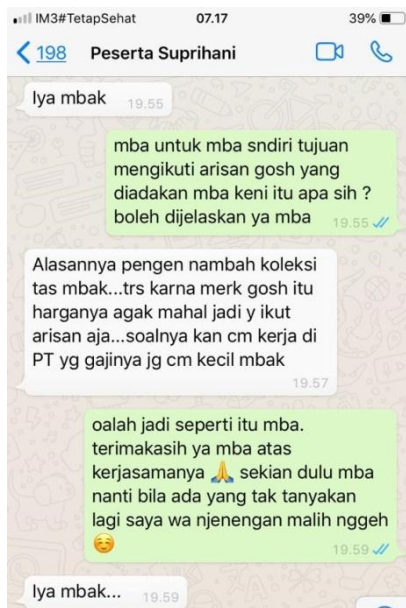 IM3#TetapSehat 07.17 39%
198 Peserta Suprihani
Iya mbak 19.55
mba untuk mba sndiri tujuan
mengikuti arisan gosh yang
diadakan mba keni itu apa sih ?
boleh dijelaskan ya mba 19.55
Alasannya pengen nambah koleksi
tas mbak...trs karna merk gosh itu
harganya agak mahal jadi y ikut
arisan aja...soalnya kan cm kerja di
PT yg gajinya jg cm kecil mbak
19.57
oalah jadi seperti itu mba.
terimakasih ya mba atas
kerjasamanya 🙏 sekian dulu mba
nanti bila ada yang tak tanyakan
lagi saya wa njenengan malih nggeh
☺️ 19.59
Iya mbak... 19.59